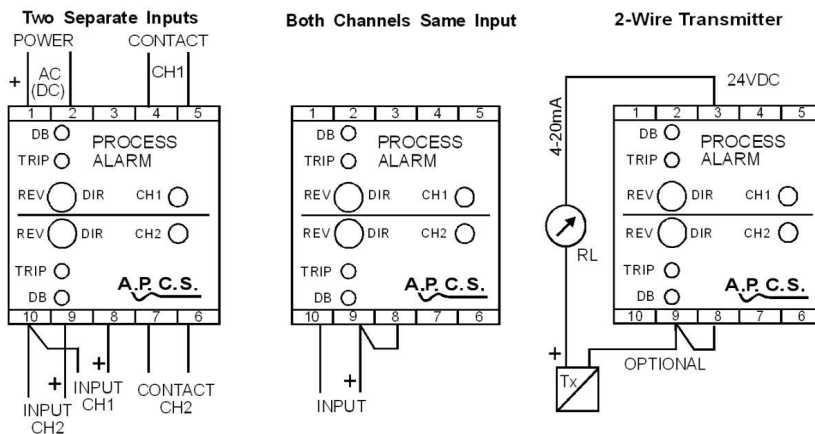 Two Separate Inputs
POWER
CONTACT
+
AC
(DC)
CH1
1 2 3 4 5
DB
PROCESS
TRIP
ALARM
REV DIR CH1
REV DIR CH2
TRIP
A.P.C.S.
DB
10 9 8 7 6
+
+
INPUT
CH2
INPUT
CH1
CONTACT
CH2
Both Channels Same Input
1 2 3 4 5
DB
PROCESS
TRIP
ALARM
REV DIR CH1
REV DIR CH2
TRIP
A.P.C.S.
DB
10 9 8 7 6
+
INPUT
2-Wire Transmitter
24VDC
4-20mA
1 2 3 4 5
DB
PROCESS
TRIP
ALARM
REV DIR CH1
REV DIR CH2
RL
TRIP
A.P.C.S.
DB
10 9 8 7 6
+
OPTIONAL
Tx